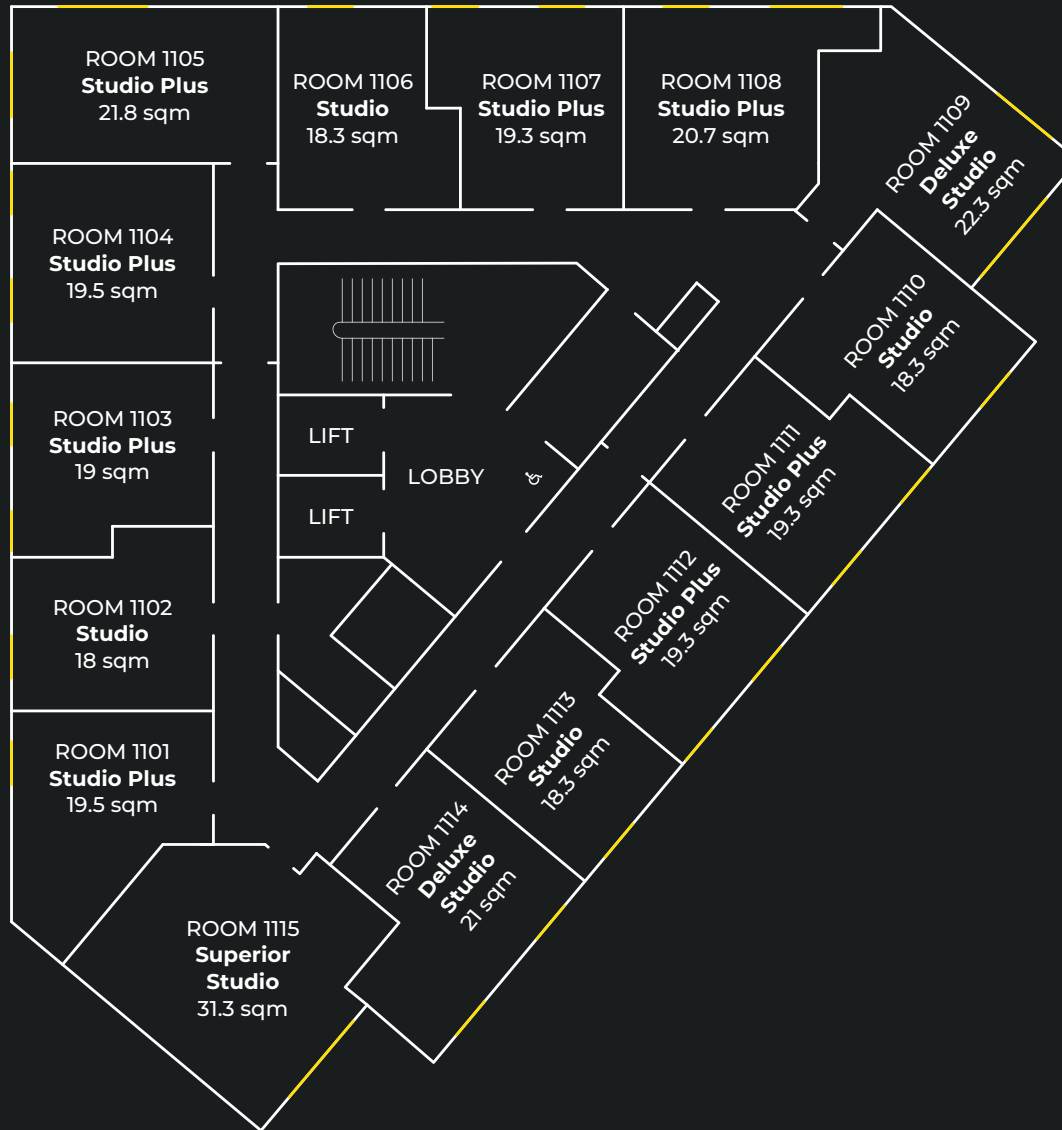 ROOM 1105
Studio Plus
21.8 sqm
ROOM 1106
Studio
18.3 sqm
ROOM 1107
Studio Plus
19.3 sqm
ROOM 1108
Studio Plus
20.7 sqm
ROOM 1109
Deluxe
Studio
22.3 sqm
ROOM 1104
Studio Plus
19.5 sqm
ROOM 1110
Studio
18.3 sqm
ROOM 1103
Studio Plus
19 sqm
LIFT
LOBBY
LIFT
ROOM 1111
Studio Plus
19.3 sqm
ROOM 1102
Studio
18 sqm
ROOM 1112
Studio Plus
19.3 sqm
ROOM 1101
Studio Plus
19.5 sqm
ROOM 1113
Studio
18.3 sqm
ROOM 1114
Deluxe
Studio
21 sqm
ROOM 1115
Superior
Studio
31.3 sqm